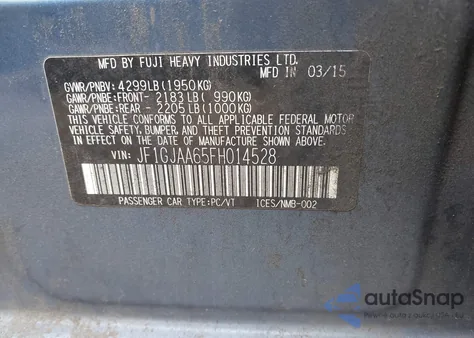 MFD BY FUJI HEAVY INDUSTRIES LTD.
MFD IN 03/15
GVWR/PNBV: 4299LB(1950KG)
GAWR/PNBE:FRONT- 2183LB( 990KG)
GAWR/PNBE:REAR - 2205LB(1000KG)
THIS VEHICLE CONFORMS TO ALL APPLICABLE FEDERAL MOTOR
VEHICLE SAFETY, BUMPER, AND THEFT PREVENTION STANDARDS
IN EFFECT ON THE DATE OF MANUFACTURE SHOWN ABOVE.
VIN: JF1GJAA65FH014528
PASSENGER CAR TYPE:PC/VT ICES/NMB-002
autoSnap